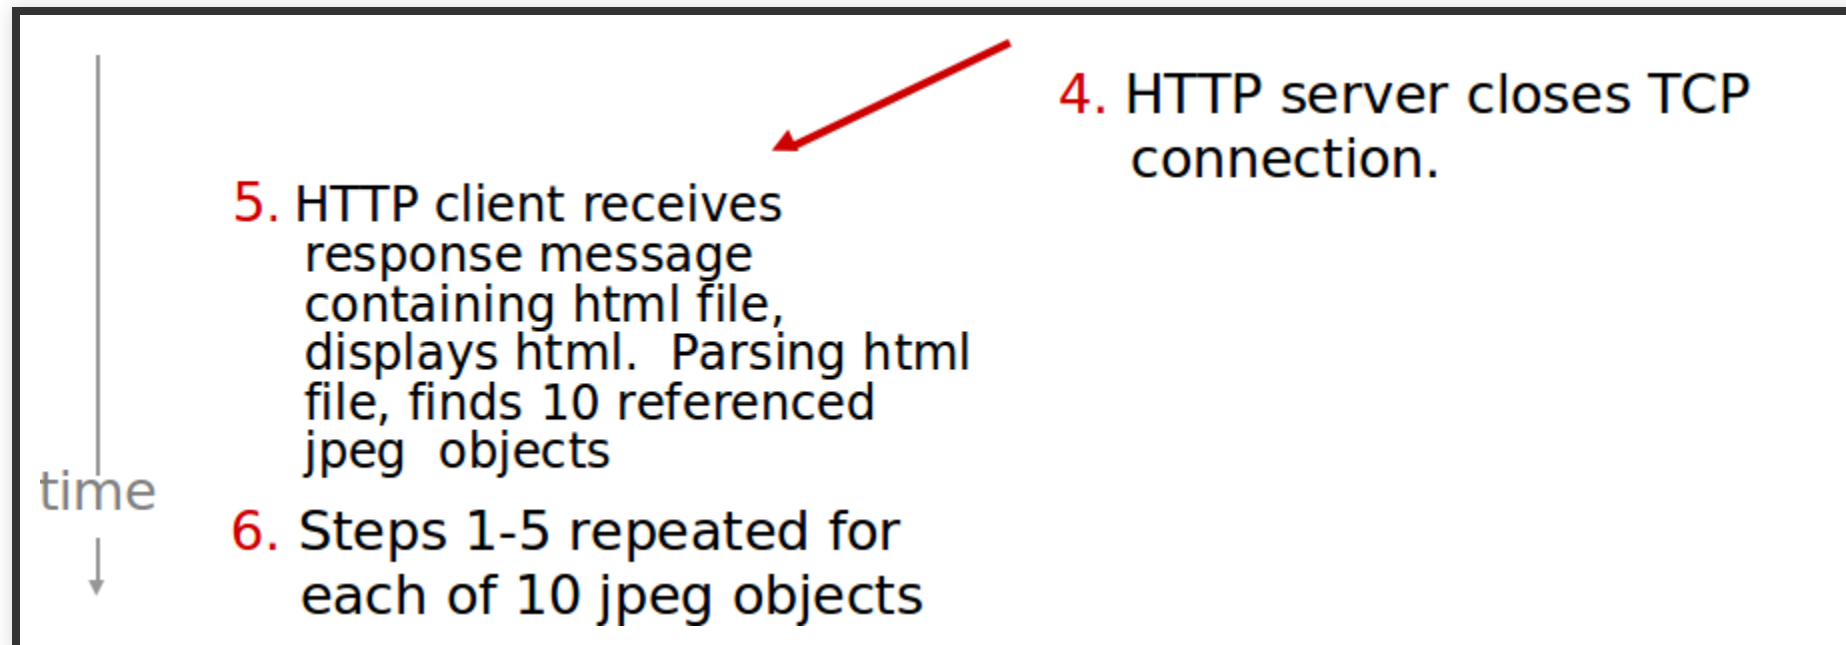 4. HTTP server closes TCP
connection.
5. HTTP client receives
response message
containing html file,
displays html.  Parsing html
file, finds 10 referenced
jpeg  objects
time
6. Steps 1-5 repeated for
each of 10 jpeg objects